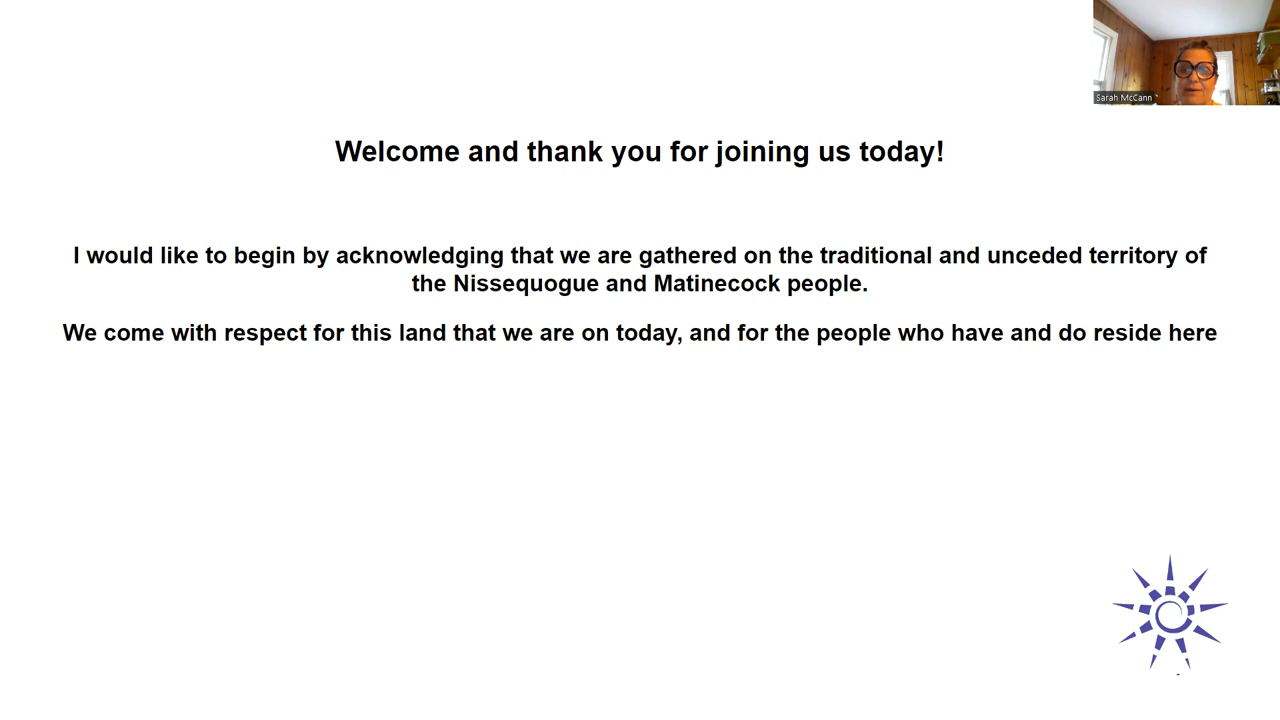 Sarah McCann
Welcome and thank you for joining us today!
I would like to begin by acknowledging that we are gathered on the traditional and unceded territory of
the Nissequogue and Matinecock people.
We come with respect for this land that we are on today, and for the people who have and do reside here